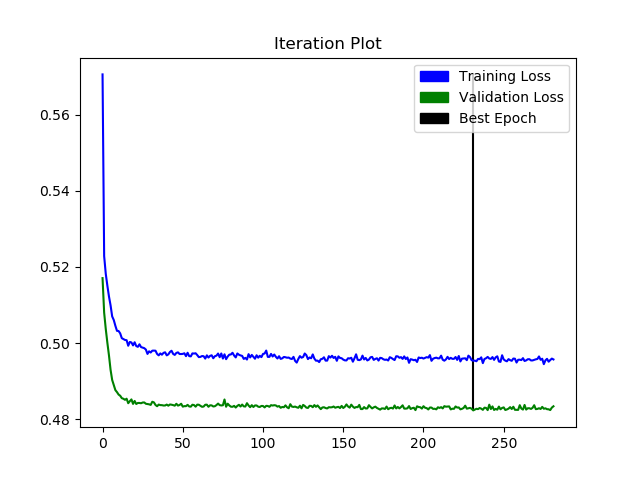 Iteration Plot
Training Loss
Validation Loss
Best Epoch
0.56
0.54
0.52
0.50
0.48
0 50 100 150 200 250